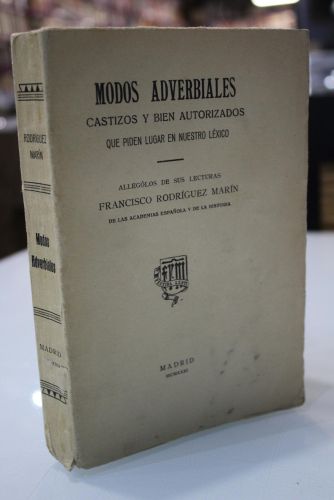 MODOS ADVERBIALES
CASTIZOS Y BIEN AUTORIZADOS
QUE PIDEN LUGAR EN NUESTRO LÉXICO
ALLEGÓLOS DE SUS LECTURAS
FRANCISCO RODRÍGUEZ MARÍN
DE LAS ACADEMIAS ESPAÑOLA Y DE LA HISTORIA
MADRID
RODRÍGUEZ
MARÍN
Modos
Adverbiales
MADRID